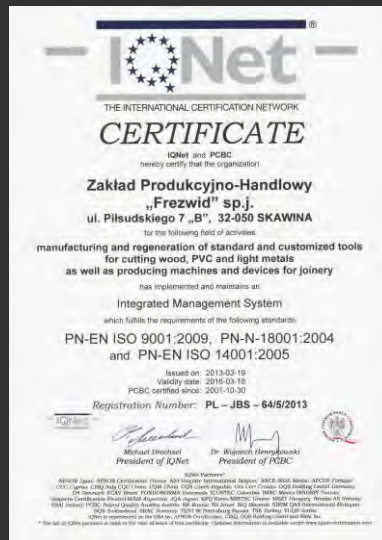 ®
IQNet
THE INTERNATIONAL CERTIFICATION NETWORK
CERTIFICATE
IQNet and PCBC
hereby certify that the organization
Zakład Produkcyjno-Handlowy
„Frezwid” sp.j.
ul. Piłsudskiego 7 „B”, 32-050 SKAWINA
for the following field of activities
manufacturing and regeneration of standard and customized tools
for cutting wood, PVC and light metals
as well as producing machines and devices for joinery
has implemented and maintains an
Integrated Management System
which fulfills the requirements of the following standards
PN-EN ISO 9001:2009, PN-N-18001:2004
and PN-EN ISO 14001:2005
Issued on: 2013-03-19
Validity date: 2016-03-18
PCBC certified since: 2001-10-30
Registration Number: PL – JBS – 64/5/2013
IQNet
Michael Drechsel
President of IQNet
Dr. Wojciech Henrykowski
President of PCBC
IQNet Partners*